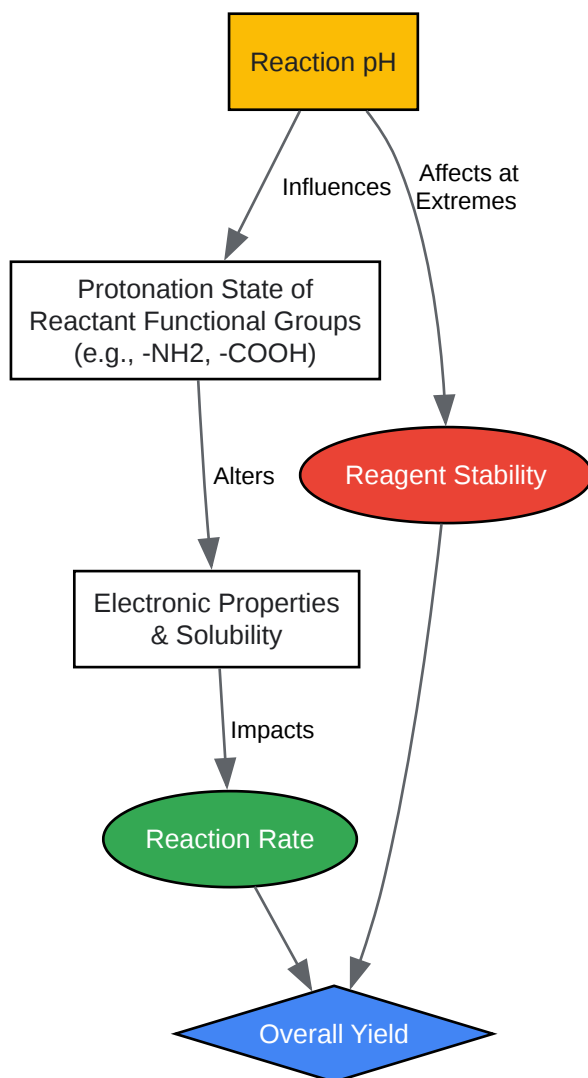 Reaction pH
Influences
Affects at
Extremes
Protonation State of
Reactant Functional Groups
(e.g., -NH2, -COOH)
Alters
Reagent Stability
Electronic Properties
& Solubility
Impacts
Reaction Rate
Overall Yield